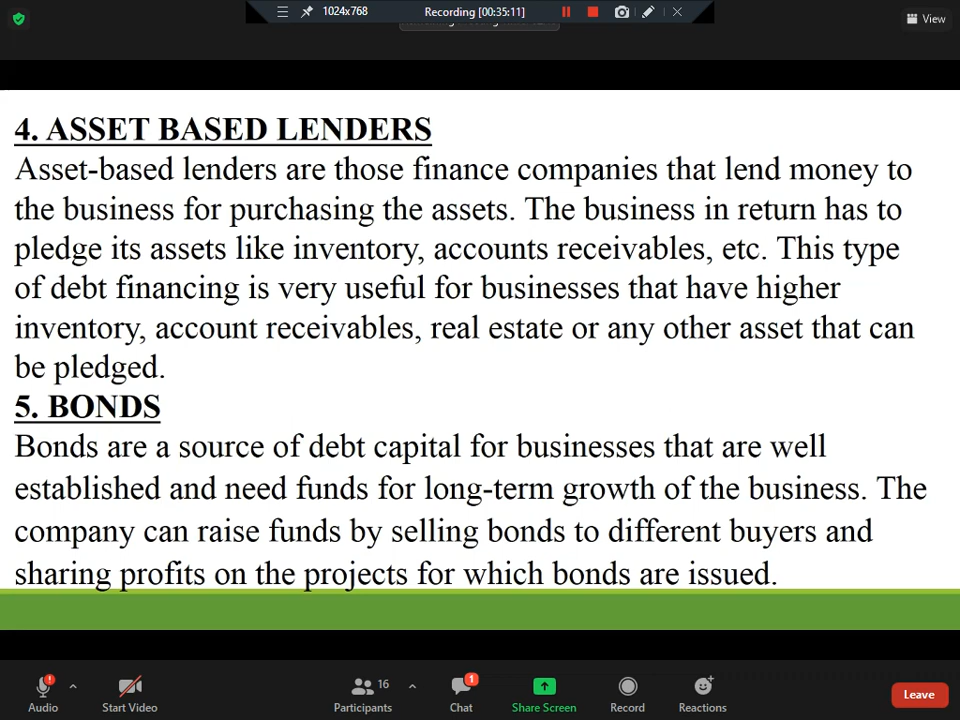 1024x768
Recording [00:35:11]
View
4. ASSET BASED LENDERS
Asset-based lenders are those finance companies that lend money to
the business for purchasing the assets. The business in return has to
pledge its assets like inventory, accounts receivables, etc. This type
of debt financing is very useful for businesses that have higher
inventory, account receivables, real estate or any other asset that can
be pledged.
5. BONDS
Bonds are a source of debt capital for businesses that are well
established and need funds for long-term growth of the business. The
company can raise funds by selling bonds to different buyers and
sharing profits on the projects for which bonds are issued.
! 16 1
Audio Start Video Participants Chat Share Screen Record Reactions Leave